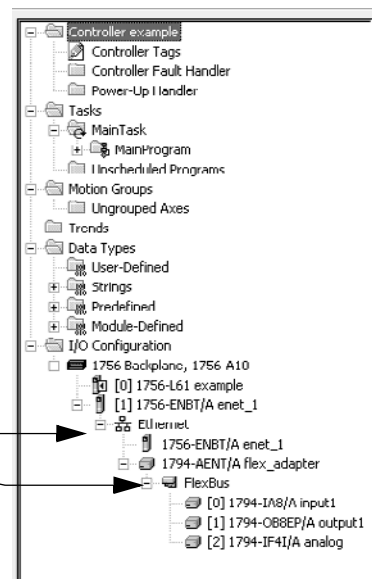 Controller example
Controller Tags
Controller Fault Handler
Power-Up Handler
Tasks
MainTask
MainProgram
Unscheduled Programs
Motion Groups
Ungrouped Axes
Trends
Data Types
User-Defined
Strings
Predefined
Module-Defined
I/O Configuration
1756 Backplane, 1756-A10
[0] 1756-L61 example
[1] 1756-ENBT/A enet_1
Ethernet
1756-ENBT/A enet_1
1794-AENT/A flex_adapter
FlexBus
[0] 1794-IA8/A input1
[1] 1794-OB8EP/A output1
[2] 1794-IF4I/A analog